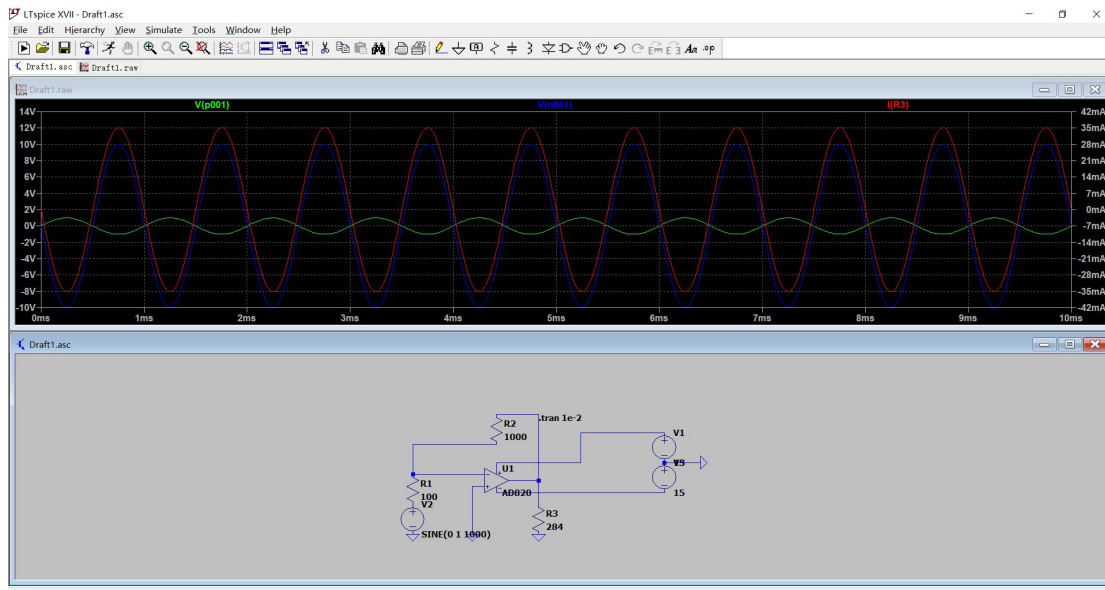 LTspice XVII - Draft1.asc
File Edit Hierarchy View Simulate Tools Window Help
Draft1.asc Draft1.raw
Draft1.raw
V(p001) V(n001) I(R3)
14V 42mA
12V 35mA
10V 28mA
8V 21mA
6V 14mA
4V 7mA
2V 0mA
0V -7mA
-2V -14mA
-4V -21mA
-6V -28mA
-8V -35mA
-10V -42mA
0ms 1ms 2ms 3ms 4ms 5ms 6ms 7ms 8ms 9ms 10ms
Draft1.asc
.tran 1e-2
R2
1000
V1
U1
R1
100
AD820
15
V2
R3
284
SINE(0 1 1000)